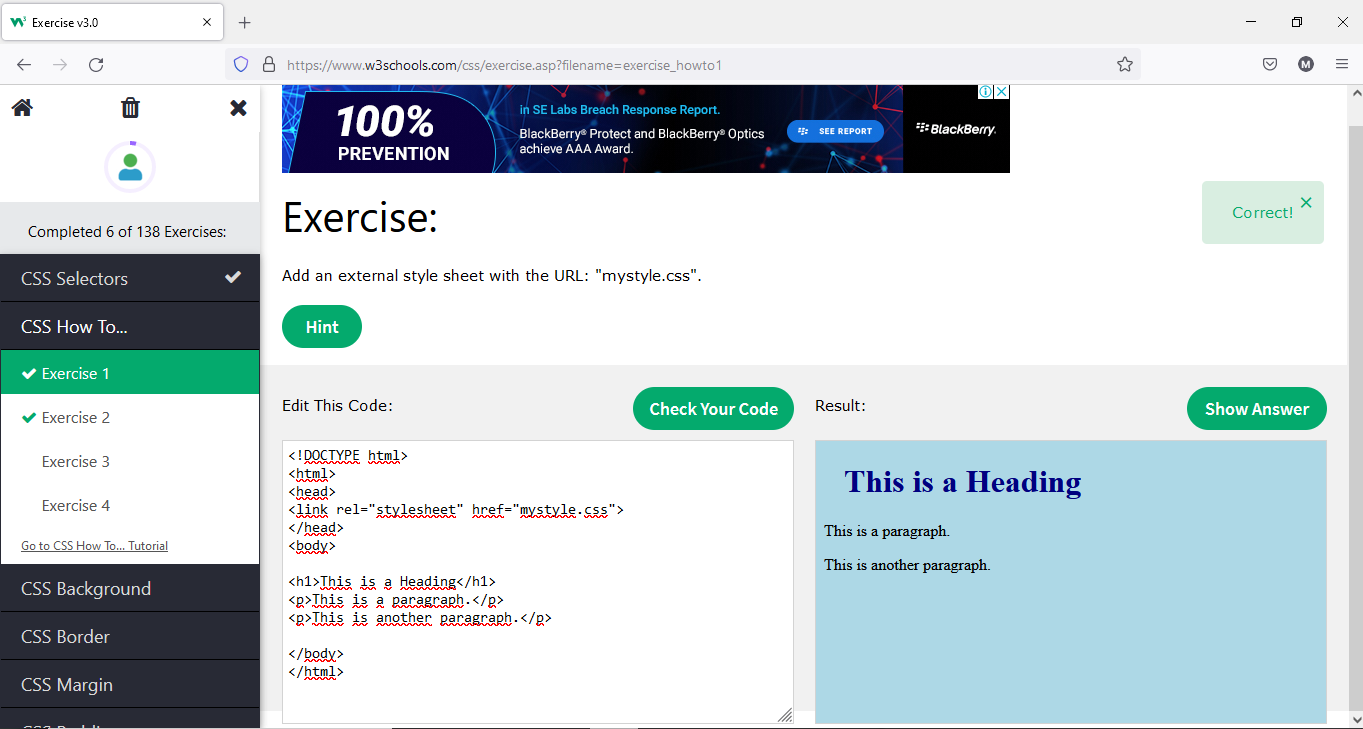 Exercise v3.0
https://www.w3schools.com/css/exercise.asp?filename=exercise_howto1
M
100%
PREVENTION
in SE Labs Breach Response Report.
BlackBerry® Protect and BlackBerry® Optics
achieve AAA Award.
SEE REPORT
BlackBerry.
Completed 6 of 138 Exercises:
CSS Selectors
CSS How To...
Exercise 1
Exercise 2
Exercise 3
Exercise 4
Go to CSS How To... Tutorial
CSS Background
CSS Border
CSS Margin
Exercise:
Correct!
Add an external style sheet with the URL: "mystyle.css".
Hint
Edit This Code:
Check Your Code
<!DOCTYPE html>
<html>
<head>
<link rel="stylesheet" href="mystyle.css">
</head>
<body>
<h1>This is a Heading</h1>
<p>This is a paragraph.</p>
<p>This is another paragraph.</p>
</body>
</html>
Result:
Show Answer
This is a Heading
This is a paragraph.
This is another paragraph.